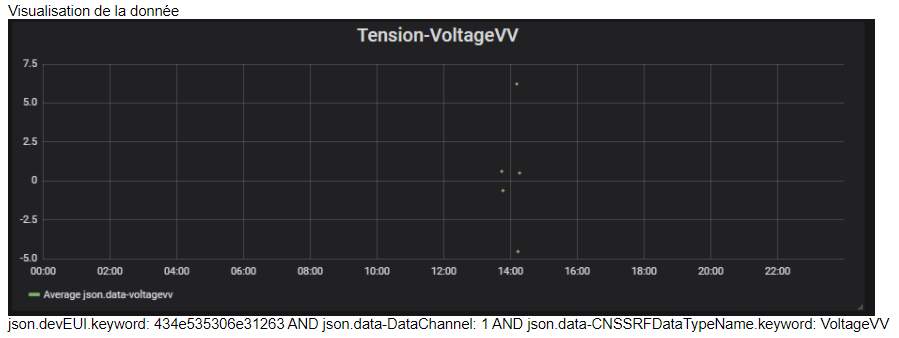 Visualisation de la donnée
Tension-VoltageVV
7.5
5.0
2.5
0
-2.5
-5.0
00:00 02:00 04:00 06:00 08:00 10:00 12:00 14:00 16:00 18:00 20:00 22:00
Average json.data-voltagevv
json.devEUI.keyword: 434e535306e31263 AND json.data-DataChannel: 1 AND json.data-CNSSRFDataTypeName.keyword: VoltageVV